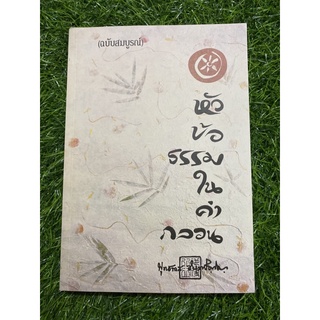 (ฉบับสมบูรณ์)
หัว
ข้อ
ธรรม
ใน
คำ
กลอน